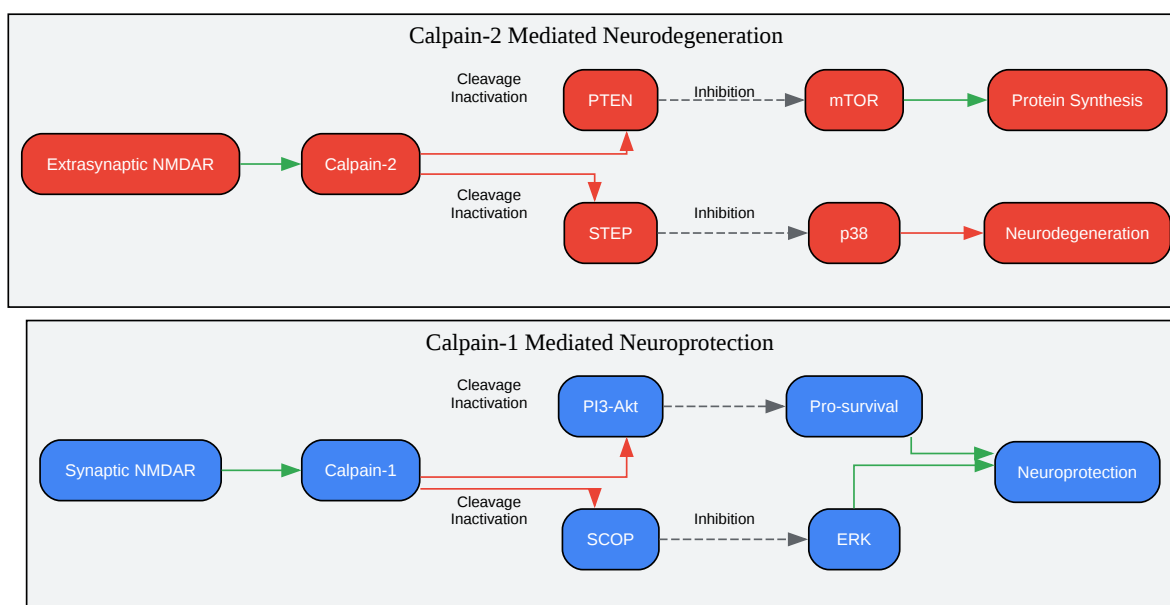 Calpain-2 Mediated Neurodegeneration
Cleavage
Inactivation
PTEN
Inhibition
mTOR
Protein Synthesis
Extrasynaptic NMDAR
Calpain-2
Cleavage
Inactivation
STEP
Inhibition
p38
Neurodegeneration
Calpain-1 Mediated Neuroprotection
Cleavage
Inactivation
PI3-Akt
Pro-survival
Synaptic NMDAR
Calpain-1
Neuroprotection
Cleavage
Inactivation
SCOP
Inhibition
ERK